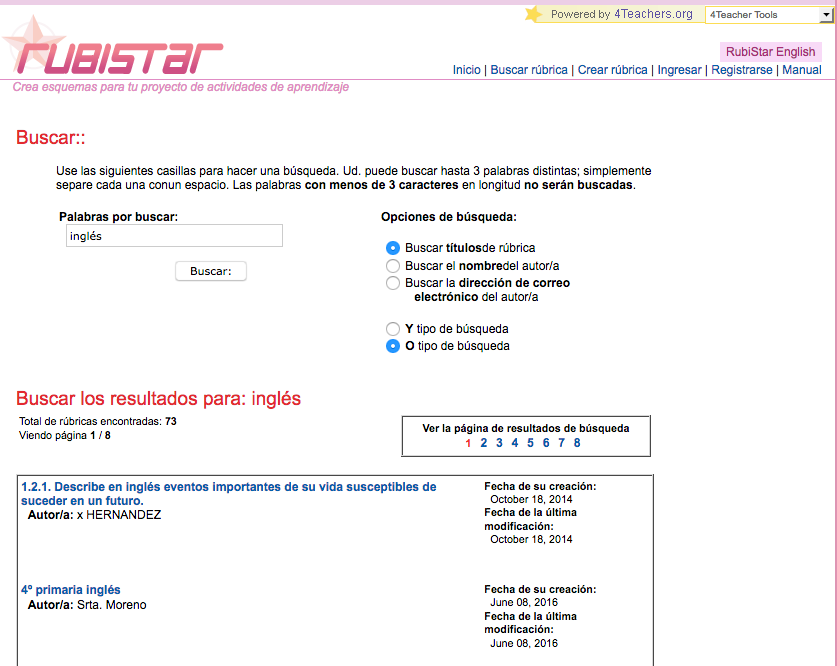 Powered by 4Teachers.org
4Teacher Tools
RUBISTAR
RubiStar English
Inicio | Buscar rúbrica | Crear rúbrica | Ingresar | Registrarse | Manual
Crea esquemas para tu proyecto de actividades de aprendizaje
Buscar::
Use las siguientes casillas para hacer una búsqueda. Ud. puede buscar hasta 3 palabras distintas; simplemente
separe cada una conun espacio. Las palabras con menos de 3 caracteres en longitud no serán buscadas.
Palabras por buscar:
inglés
Buscar:
Opciones de búsqueda:
Buscar títulosde rúbrica
Buscar el nombredel autor/a
Buscar la dirección de correo
electrónico del autor/a
Y tipo de búsqueda
O tipo de búsqueda
Buscar los resultados para: inglés
Total de rúbricas encontradas: 73
Viendo página 1 / 8
Ver la página de resultados de búsqueda
1 2 3 4 5 6 7 8
1.2.1. Describe en inglés eventos importantes de su vida susceptibles de
suceder en un futuro.
Autor/a: x HERNANDEZ
Fecha de su creación:
October 18, 2014
Fecha de la última
modificación:
October 18, 2014
4º primaria inglés
Autor/a: Srta. Moreno
Fecha de su creación:
June 08, 2016
Fecha de la última
modificación:
June 08, 2016